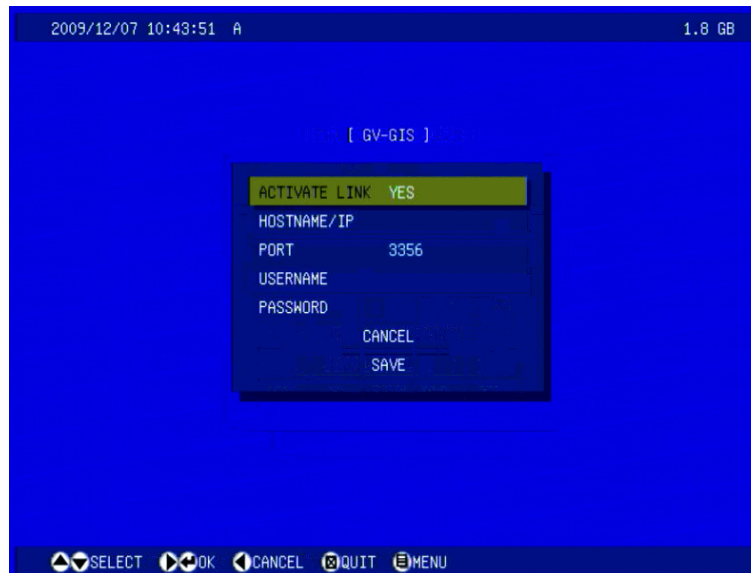 2009/12/07 10:43:51 A 1.8 GB
[ GV-GIS ]
ACTIVATE LINK YES
HOSTNAME/IP
PORT 3356
USERNAME
PASSWORD
CANCEL
SAVE
SELECT OK CANCEL QUIT MENU